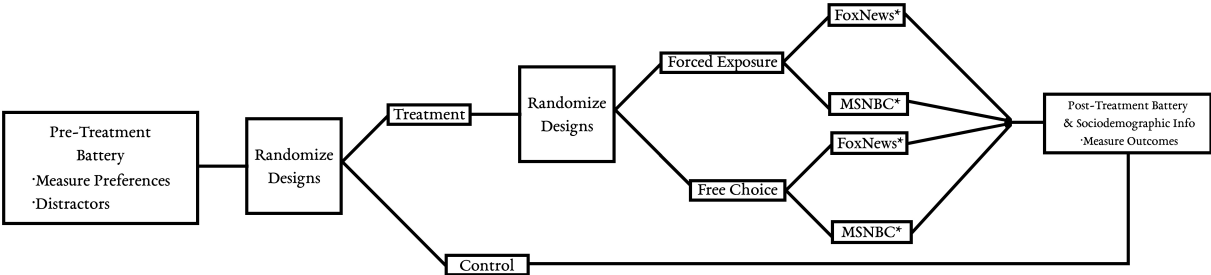 Pre-Treatment
Battery
·Measure Preferences
·Distractors
Randomize
Designs
Treatment
Control
Randomize
Designs
Forced Exposure
Free Choice
FoxNews*
MSNBC*
FoxNews*
MSNBC*
Post-Treatment Battery
& Sociodemographic Info
·Measure Outcomes